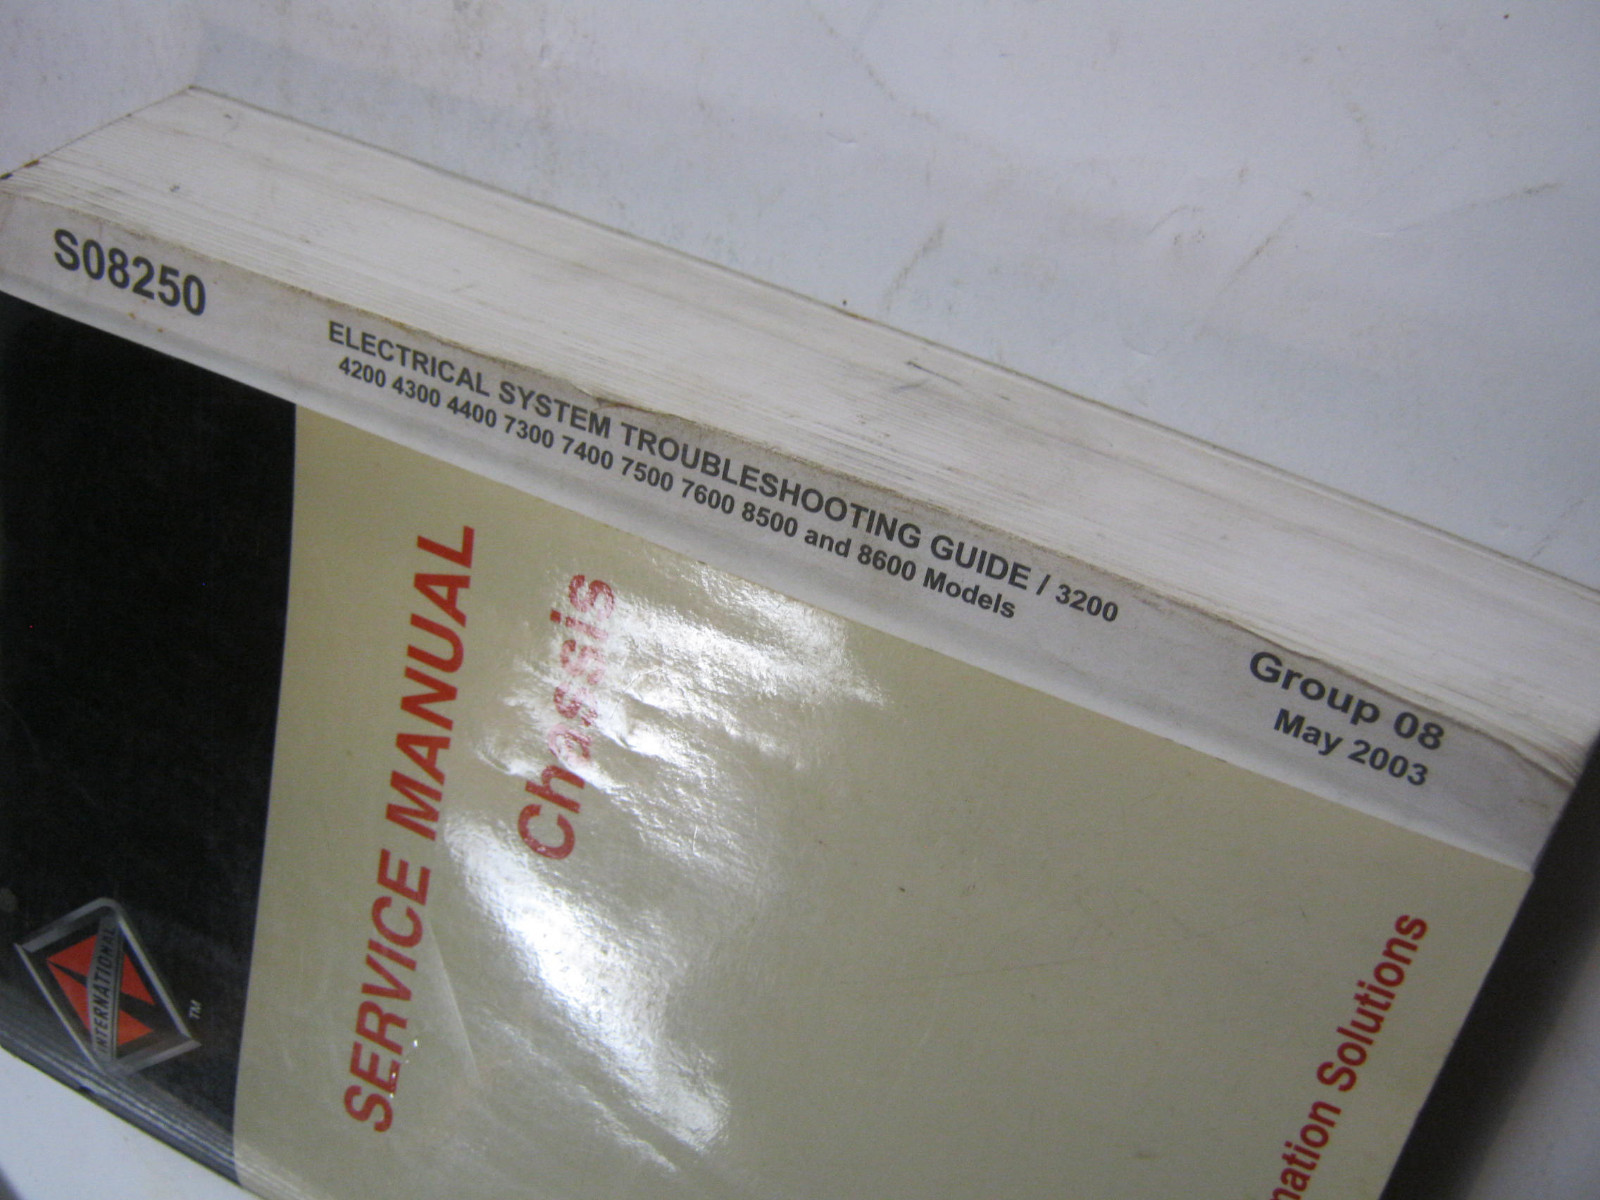 S08250
ELECTRICAL SYSTEM TROUBLESHOOTING GUIDE / 3200
4200 4300 4400 7300 7400 7500 7600 8500 and 8600 Models
Group 08
May 2003
SERVICE MANUAL
Chassis
INTERNATIONAL
TM
nation Solutions